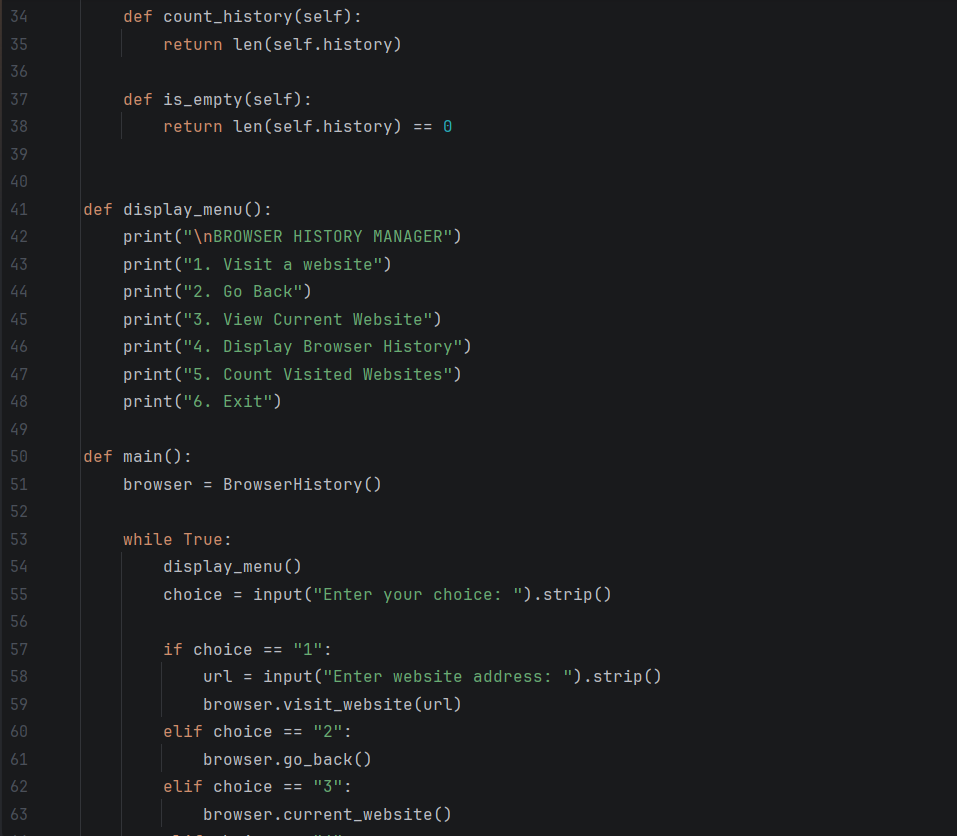 34 def count_history(self):
35 return len(self.history)
36
37 def is_empty(self):
38 return len(self.history) == 0
39
40
41 def display_menu():
42 print("\nBROWSER HISTORY MANAGER")
43 print("1. Visit a website")
44 print("2. Go Back")
45 print("3. View Current Website")
46 print("4. Display Browser History")
47 print("5. Count Visited Websites")
48 print("6. Exit")
49
50 def main():
51 browser = BrowserHistory()
52
53 while True:
54 display_menu()
55 choice = input("Enter your choice: ").strip()
56
57 if choice == "1":
58 url = input("Enter website address: ").strip()
59 browser.visit_website(url)
60 elif choice == "2":
61 browser.go_back()
62 elif choice == "3":
63 browser.current_website()